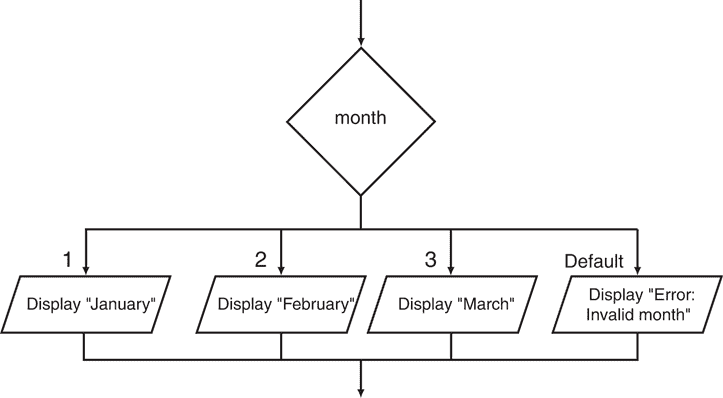 month
1
2
3
Default
Display "January"
Display "February"
Display "March"
Display "Error:
Invalid month"